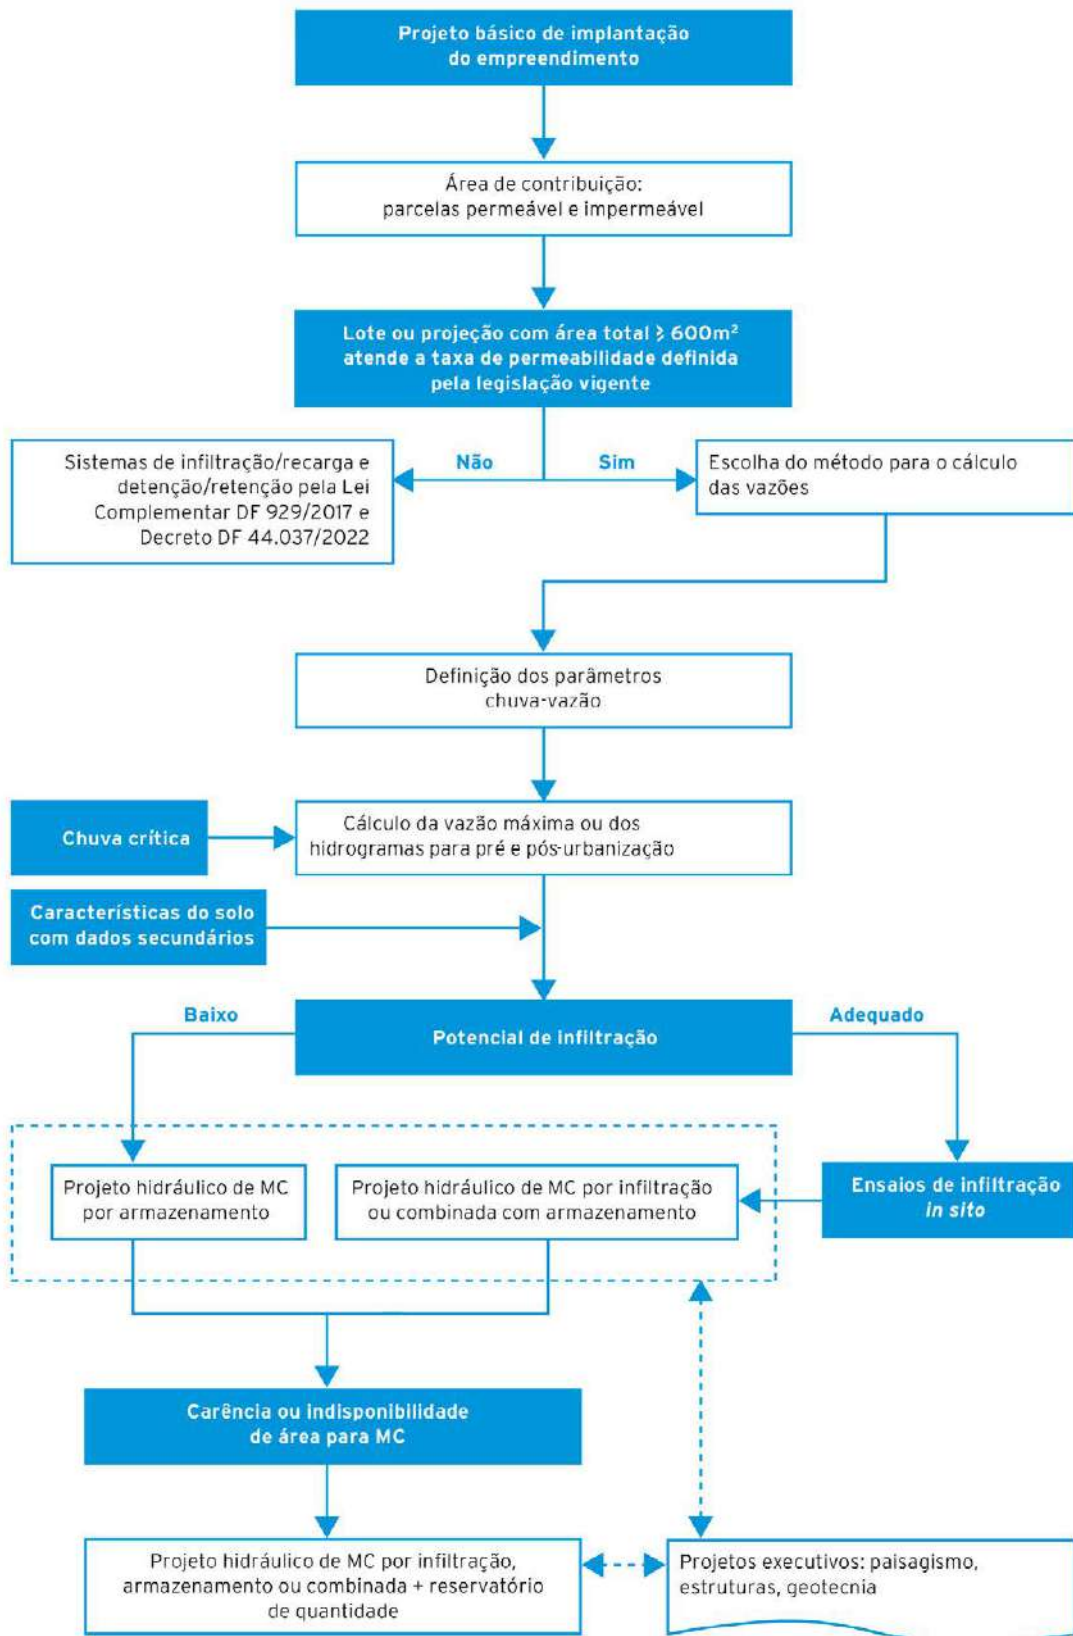 Projeto básico de implantação
do empreendimento
Área de contribuição:
parcelas permeável e impermeável
Lote ou projeção com área total ≥ 600m²
atende a taxa de permeabilidade definida
pela legislação vigente
Não
Sim
Sistemas de infiltração/recarga e
detenção/retenção pela Lei
Complementar DF 929/2017 e
Decreto DF 44.037/2022
Escolha do método para o cálculo
das vazões
Definição dos parâmetros
chuva-vazão
Chuva crítica
Cálculo da vazão máxima ou dos
hidrogramas para pré e pós-urbanização
Características do solo
com dados secundários
Baixo
Potencial de infiltração
Adequado
Projeto hidráulico de MC
por armazenamento
Projeto hidráulico de MC por infiltração
ou combinada com armazenamento
Ensaios de infiltração
in sito
Carência ou indisponibilidade
de área para MC
Projeto hidráulico de MC por infiltração,
armazenamento ou combinada + reservatório
de quantidade
Projetos executivos: paisagismo,
estruturas, geotecnia